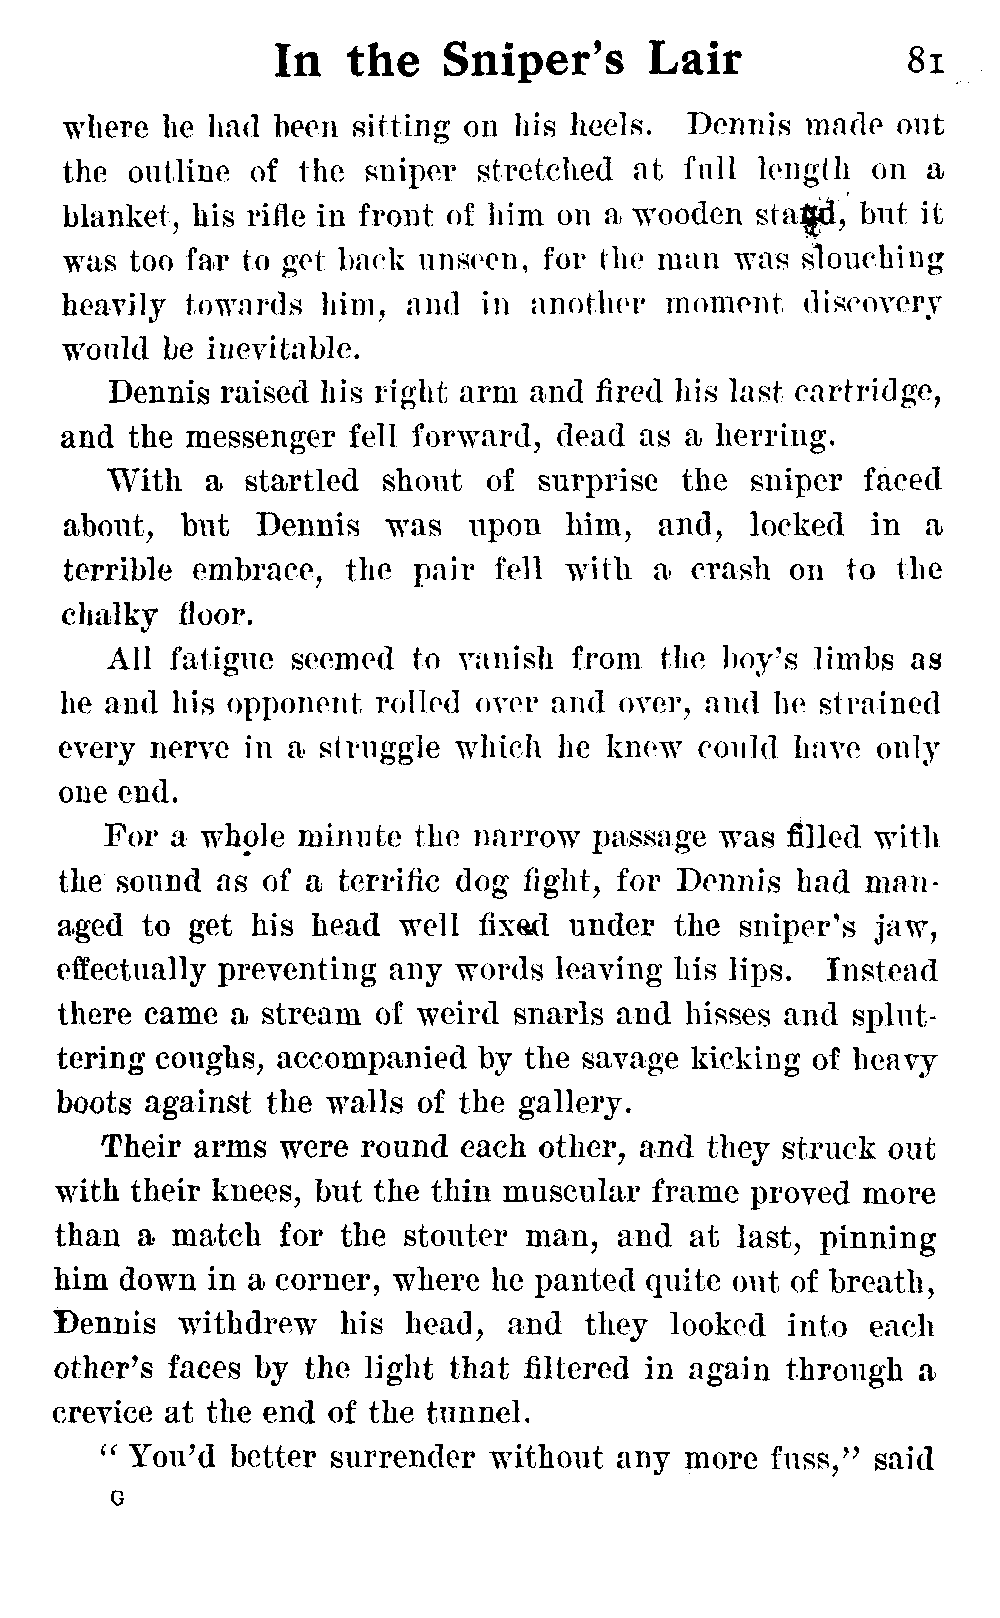 In the Sniper's Lair 81
where he had been sitting on his heels. Dennis made out
the outline of the sniper stretched at full length on a
blanket, his rifle in front of him on a wooden stand, but it
was too far to get back unseen, for the man was slouching
heavily towards him, and in another moment discovery
would be inevitable.
Dennis raised his right arm and fired his last cartridge,
and the messenger fell forward, dead as a herring.
With a startled shout of surprise the sniper faced
about, but Dennis was upon him, and, locked in a
terrible embrace, the pair fell with a crash on to the
chalky floor.
All fatigue seemed to vanish from the boy's limbs as
he and his opponent rolled over and over, and he strained
every nerve in a struggle which he knew could have only
one end.
For a whole minute the narrow passage was filled with
the sound as of a terrific dog fight, for Dennis had man-
aged to get his head well fixed under the sniper's jaw,
effectually preventing any words leaving his lips. Instead
there came a stream of weird snarls and hisses and splut-
tering coughs, accompanied by the savage kicking of heavy
boots against the walls of the gallery.
Their arms were round each other, and they struck out
with their knees, but the thin muscular frame proved more
than a match for the stouter man, and at last, pinning
him down in a corner, where he panted quite out of breath,
Dennis withdrew his head, and they looked into each
other's faces by the light that filtered in again through a
crevice at the end of the tunnel.
"You'd better surrender without any more fuss," said
G